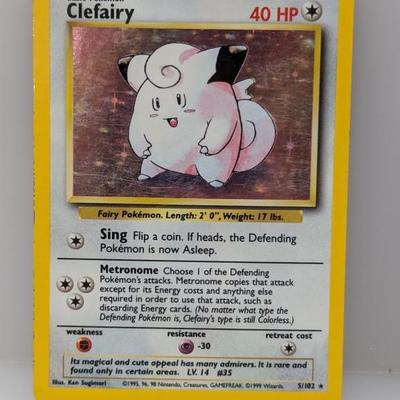 Clefairy 40 HP
Fairy Pokémon. Length: 2' 0", Weight: 17 lbs.
Sing Flip a coin. If heads, the Defending
Pokémon is now Asleep.
Metronome Choose 1 of the Defending
Pokémon's attacks. Metronome copies that attack
except for its Energy costs and anything else
required in order to use that attack, such as
discarding Energy cards. (No matter what type the
Defending Pokémon is, Clefairy's type is still Colorless.)
weakness resistance retreat cost
-30
Its magical and cute appeal has many admirers. It is rare and
found only in certain areas. LV. 14 #35
Illus. Ken Sugimori ©1995, 96, 98 Nintendo, Creatures, GAMEFREAK. ©1999 Wizards. 5/102 ★